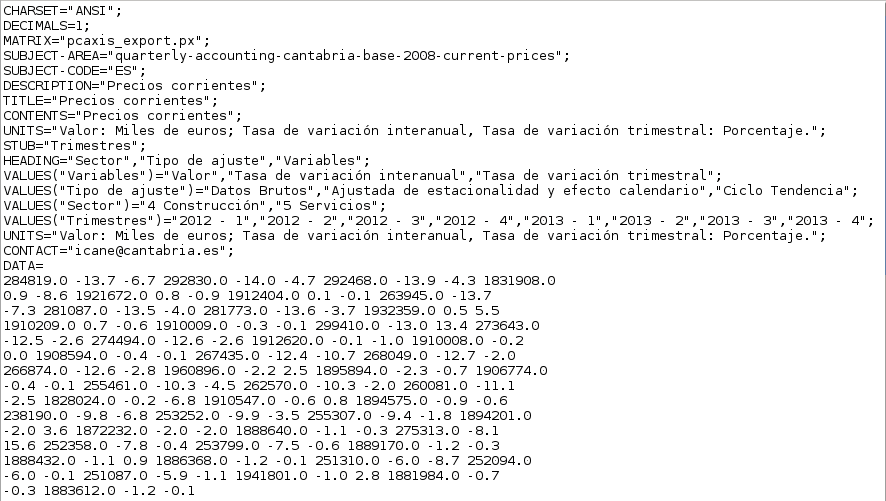 CHARSET="ANSI";
DECIMALS=1;
MATRIX="pcaxis_export.px";
SUBJECT-AREA="quarterly-accounting-cantabria-base-2008-current-prices";
SUBJECT-CODE="ES";
DESCRIPTION="Precios corrientes";
TITLE="Precios corrientes";
CONTENTS="Precios corrientes";
UNITS="Valor: Miles de euros; Tasa de variación interanual, Tasa de variación trimestral: Porcentaje.";
STUB="Trimestres";
HEADING="Sector","Tipo de ajuste","Variables";
VALUES("Variables")="Valor","Tasa de variación interanual","Tasa de variación trimestral";
VALUES("Tipo de ajuste")="Datos Brutos","Ajustada de estacionalidad y efecto calendario","Ciclo Tendencia";
VALUES("Sector")="4 Construcción","5 Servicios";
VALUES("Trimestres")="2012 - 1","2012 - 2","2012 - 3","2012 - 4","2013 - 1","2013 - 2","2013 - 3","2013 - 4";
UNITS="Valor: Miles de euros; Tasa de variación interanual, Tasa de variación trimestral: Porcentaje.";
CONTACT="icane@cantabria.es";
DATA=
284819.0 -13.7 -6.7 292830.0 -14.0 -4.7 292468.0 -13.9 -4.3 1831908.0
0.9 -8.6 1921672.0 0.8 -0.9 1912404.0 0.1 -0.1 263945.0 -13.7
-7.3 281087.0 -13.5 -4.0 281773.0 -13.6 -3.7 1932359.0 0.5 5.5
1910209.0 0.7 -0.6 1910009.0 -0.3 -0.1 299410.0 -13.0 13.4 273643.0
-12.5 -2.6 274494.0 -12.6 -2.6 1912620.0 -0.1 -1.0 1910008.0 -0.2
0.0 1908594.0 -0.4 -0.1 267435.0 -12.4 -10.7 268049.0 -12.7 -2.0
266874.0 -12.6 -2.8 1960896.0 -2.2 2.5 1895894.0 -2.3 -0.7 1906774.0
-0.4 -0.1 255461.0 -10.3 -4.5 262570.0 -10.3 -2.0 260081.0 -11.1
-2.5 1828024.0 -0.2 -6.8 1910547.0 -0.6 0.8 1894575.0 -0.9 -0.6
238190.0 -9.8 -6.8 253252.0 -9.9 -3.5 255307.0 -9.4 -1.8 1894201.0
-2.0 3.6 1872232.0 -2.0 -2.0 1888640.0 -1.1 -0.3 275313.0 -8.1
15.6 252358.0 -7.8 -0.4 253799.0 -7.5 -0.6 1889170.0 -1.2 -0.3
1888432.0 -1.1 0.9 1886368.0 -1.2 -0.1 251310.0 -6.0 -8.7 252094.0
-6.0 -0.1 251087.0 -5.9 -1.1 1941801.0 -1.0 2.8 1881984.0 -0.7
-0.3 1883612.0 -1.2 -0.1